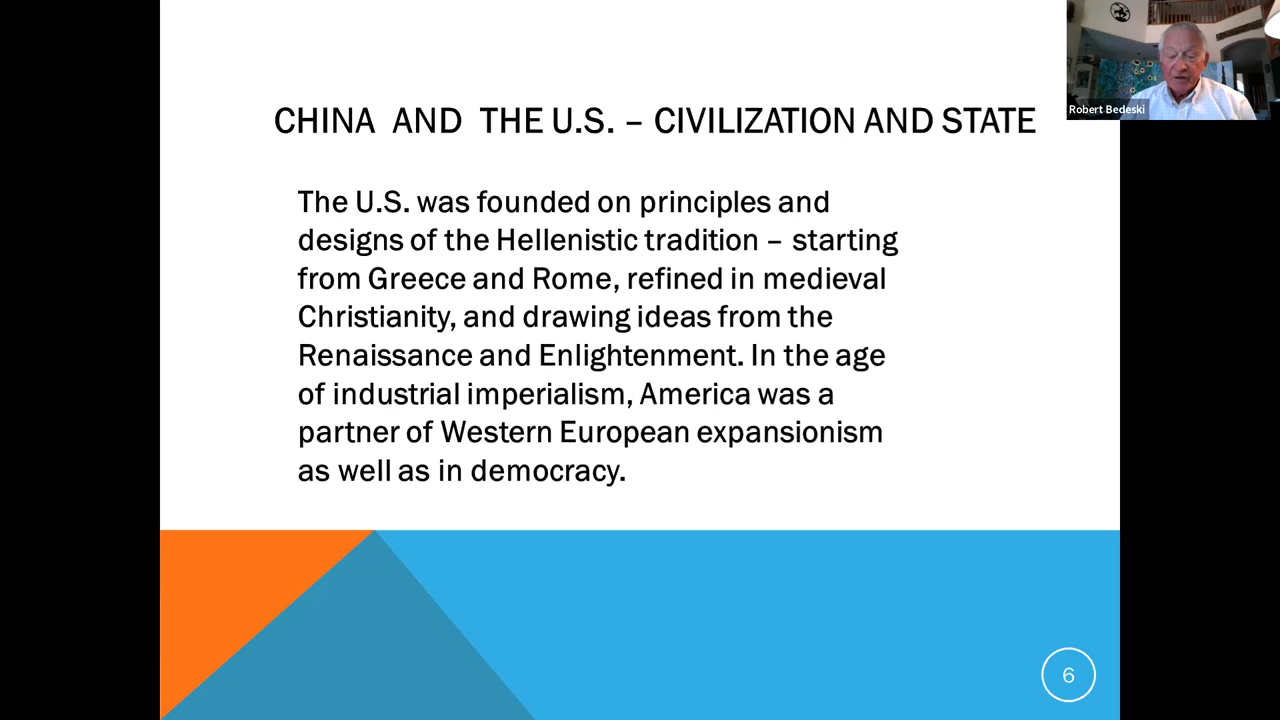 Robert Bedeski
CHINA AND THE U.S. – CIVILIZATION AND STATE
The U.S. was founded on principles and
designs of the Hellenistic tradition – starting
from Greece and Rome, refined in medieval
Christianity, and drawing ideas from the
Renaissance and Enlightenment. In the age
of industrial imperialism, America was a
partner of Western European expansionism
as well as in democracy.
6